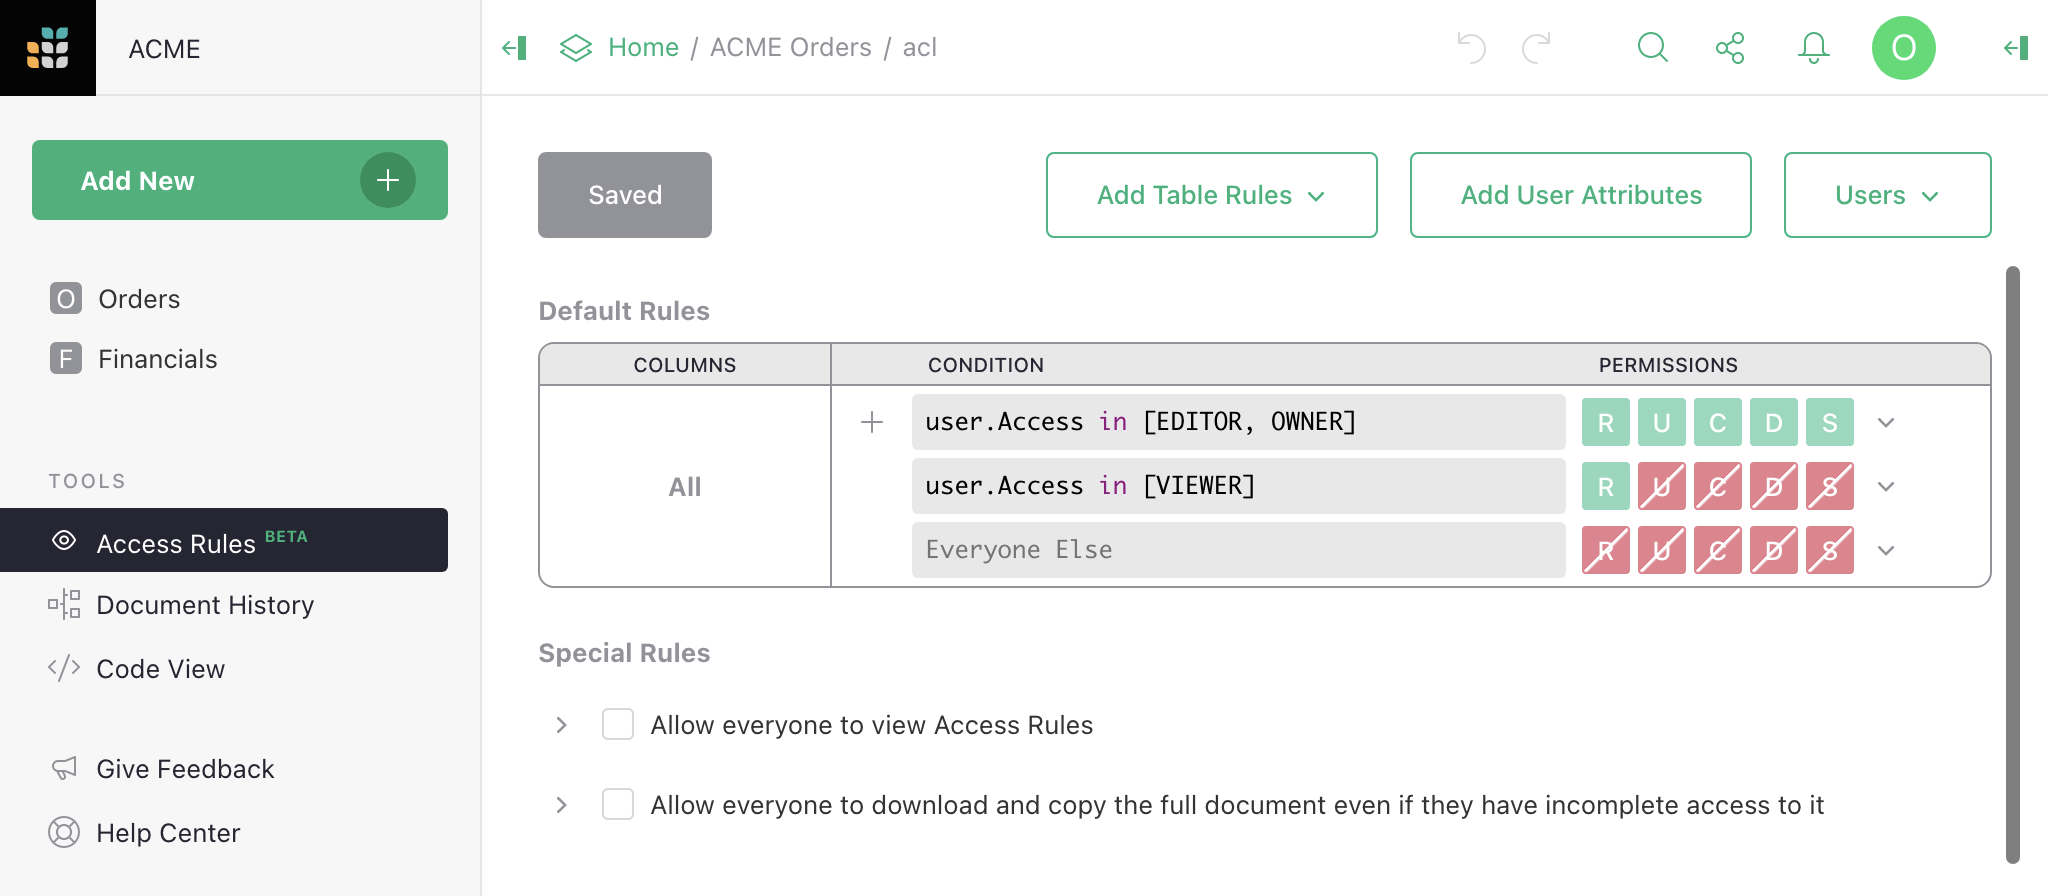 ACME
Home / ACME Orders / acl
O
Add New
Saved
Add Table Rules
Add User Attributes
Users
O Orders
F Financials
TOOLS
Access Rules BETA
Document History
Code View
Give Feedback
Help Center
Default Rules
COLUMNS CONDITION PERMISSIONS
All
user.Access in [EDITOR, OWNER] R U C D S
user.Access in [VIEWER] R U C D S
Everyone Else R U C D S
Special Rules
Allow everyone to view Access Rules
Allow everyone to download and copy the full document even if they have incomplete access to it